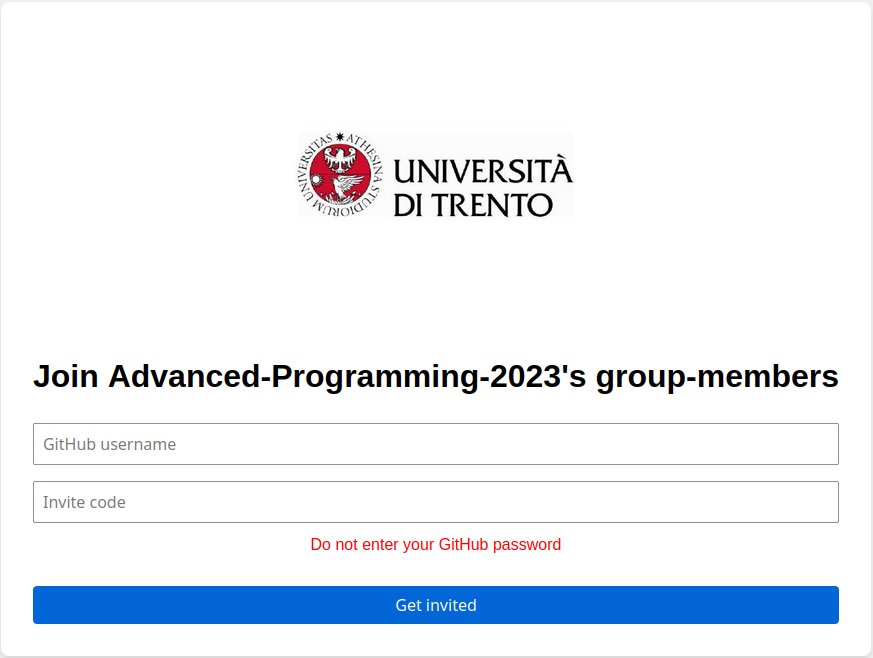 UNIVERSITAS ATHESINA STUDIORUM
UNIVERSITÀ
DI TRENTO
Join Advanced-Programming-2023's group-members
GitHub username
Invite code
Do not enter your GitHub password
Get invited